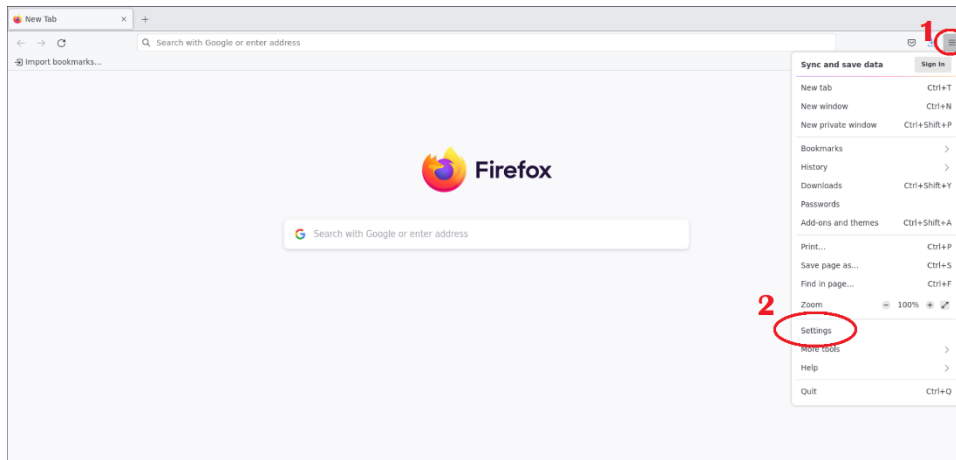 New Tab
1
Search with Google or enter address
Import bookmarks...
Sync and save data Sign In
New tab Ctrl+T
New window Ctrl+N
New private window Ctrl+Shift+P
Bookmarks
History
Downloads Ctrl+Shift+Y
Passwords
Add-ons and themes Ctrl+Shift+A
Print... Ctrl+P
Save page as... Ctrl+S
Find in page... Ctrl+F
Zoom 100%
2
Settings
More tools
Help
Quit Ctrl+Q
Firefox
Search with Google or enter address